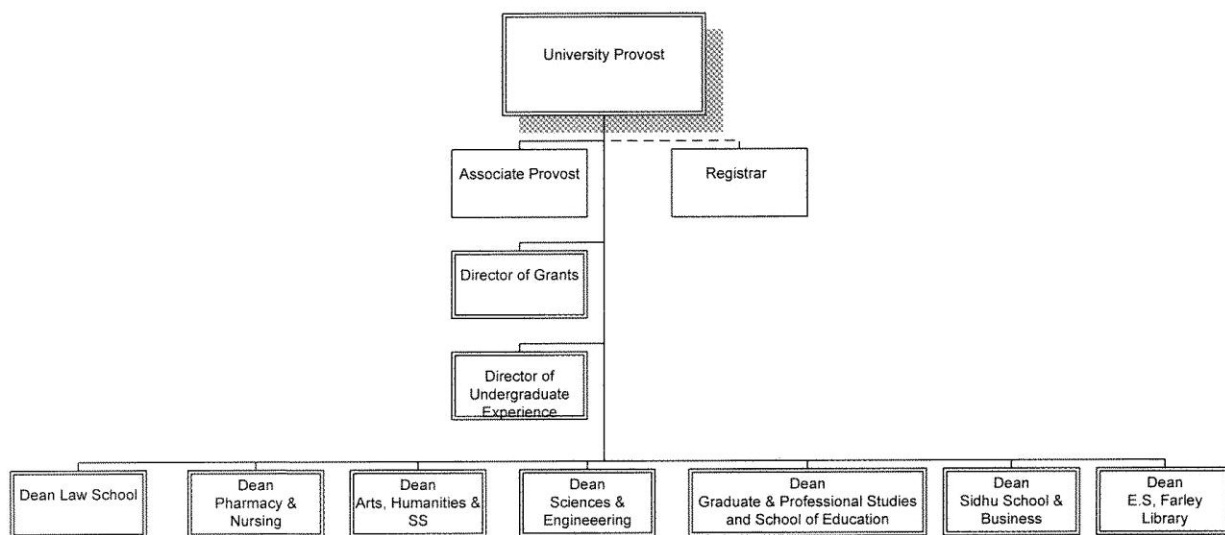 University Provost
Associate Provost
Registrar
Director of Grants
Director of
Undergraduate
Experience
Dean Law School
Dean
Pharmacy &
Nursing
Dean
Arts, Humanities &
SS
Dean
Sciences &
Engineeering
Dean
Graduate & Professional Studies
and School of Education
Dean
Sidhu School &
Business
Dean
E.S, Farley
Library